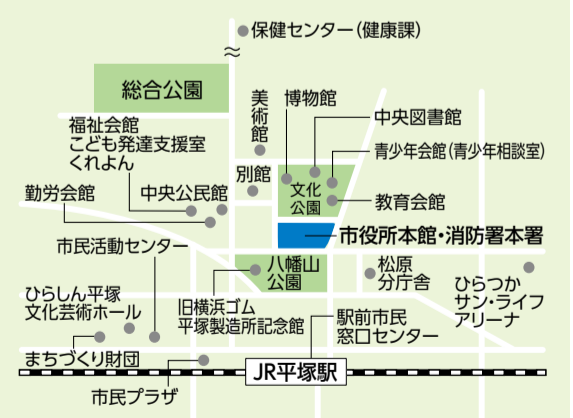 保健センター(健康課)
総合公園
美術館
博物館
中央図書館
福祉会館
こども発達支援室
くれよん
青少年会館(青少年相談室)
別館
文化
公園
勤労会館
中央公民館
教育会館
市役所本館・消防署本署
市民活動センター
八幡山
公園
松原
分庁舎
ひらつか
サン・ライフ
アリーナ
ひらしん平塚
文化芸術ホール
旧横浜ゴム
平塚製造所記念館
駅前市民
窓口センター
まちづくり財団
JR平塚駅
市民プラザ